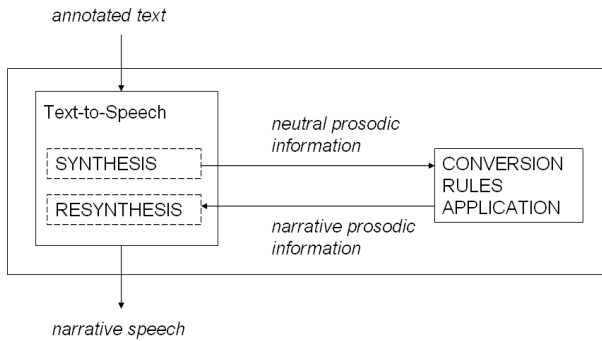 annotated text
Text-to-Speech
SYNTHESIS
RESYNTHESIS
neutral prosodic
information
CONVERSION
RULES
APPLICATION
narrative prosodic
information
narrative speech